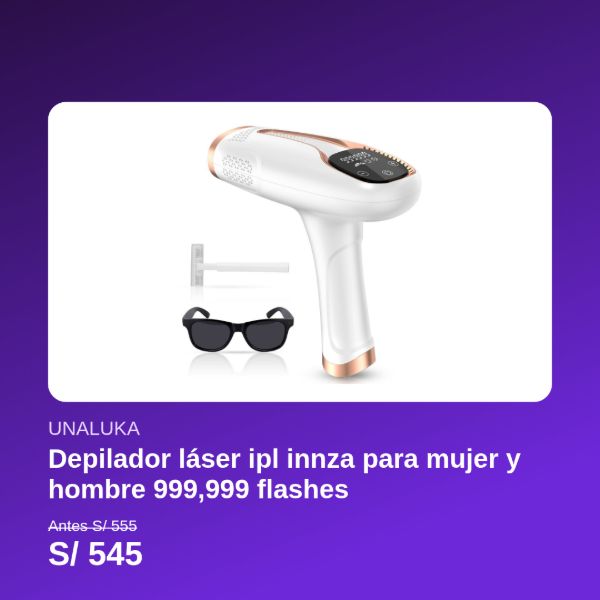 UNALUKA
Depilador láser ipl innza para mujer y
hombre 999,999 flashes
Antes S/ 555
S/ 545